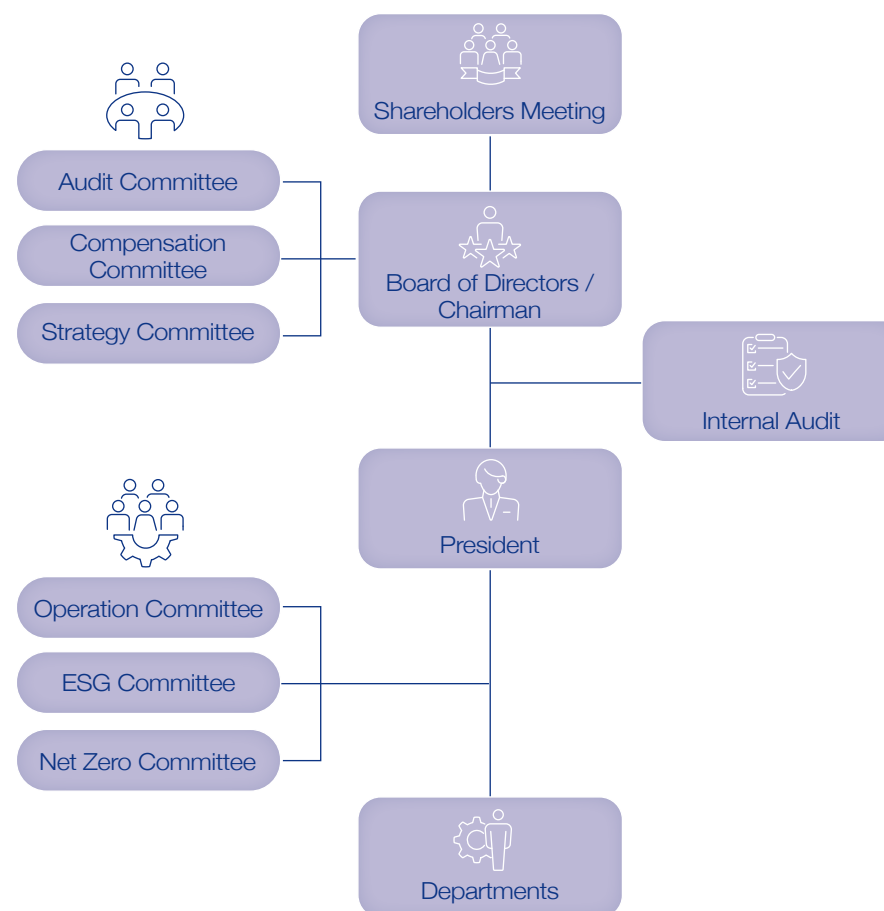 Shareholders Meeting
Audit Committee
Compensation
Committee
Strategy Committee
Board of Directors /
Chairman
Internal Audit
President
Operation Committee
ESG Committee
Net Zero Committee
Departments